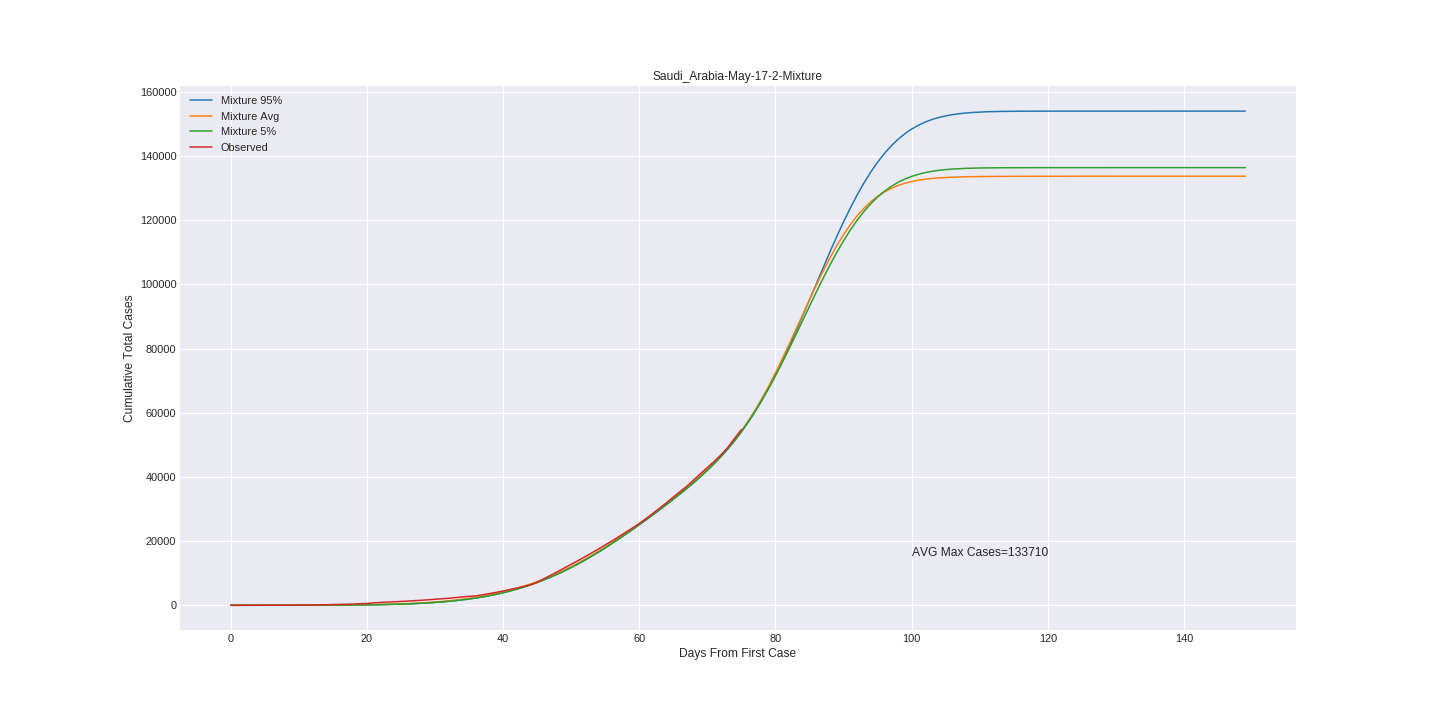 Saudi_Arabia-May-17-2-Mixture
Mixture 95%
Mixture Avg
Mixture 5%
Observed
160000
140000
120000
100000
80000
60000
40000
20000
0
Cumulative Total Cases
AVG Max Cases=133710
0 20 40 60 80 100 120 140
Days From First Case